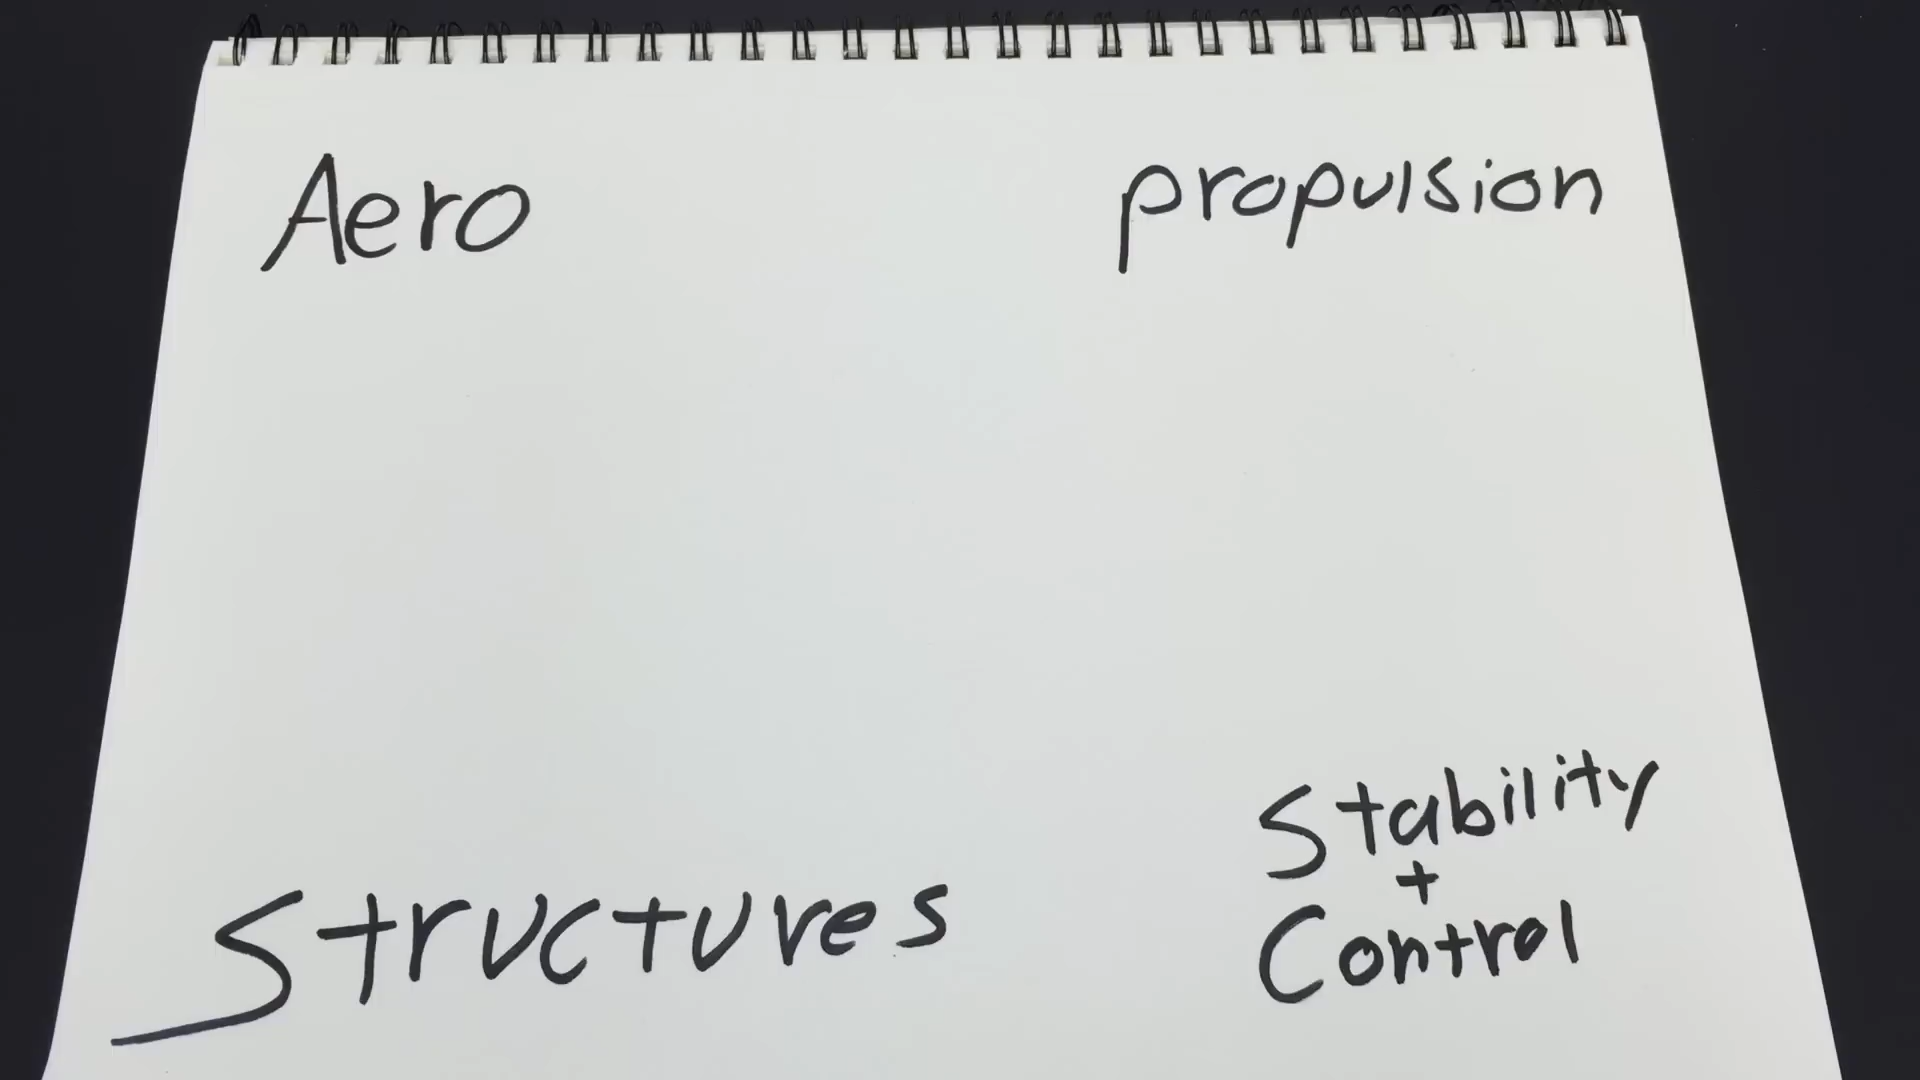 Aero
propulsion
Structures
Stability
+
Control